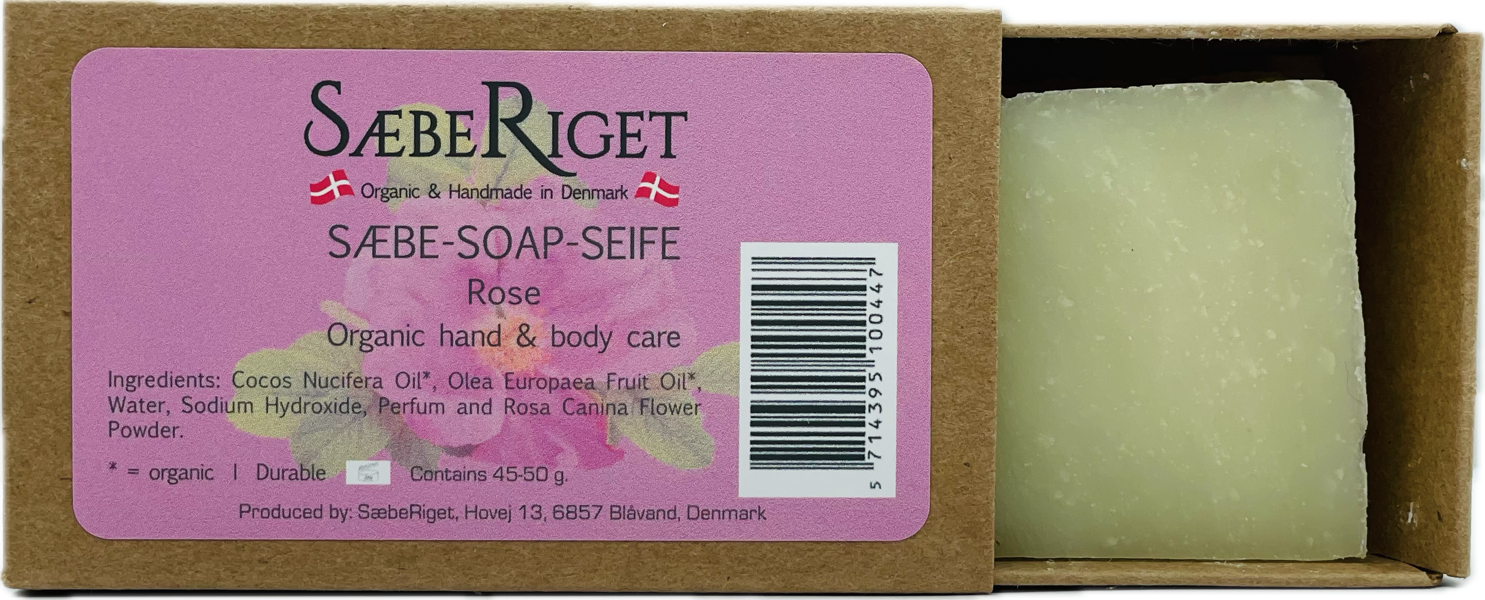 SÆBERIGET
Organic & Handmade in Denmark
SÆBE-SOAP-SEIFE
Rose
Organic hand & body care
Ingredients: Cocos Nucifera Oil*, Olea Europaea Fruit Oil*,
Water, Sodium Hydroxide, Perfum and Rosa Canina Flower
Powder.
* = organic I Durable
Contains 45-50 g.
Produced by: SæbeRiget, Hovej 13, 6857 Blåvand, Denmark
5 714395 100447